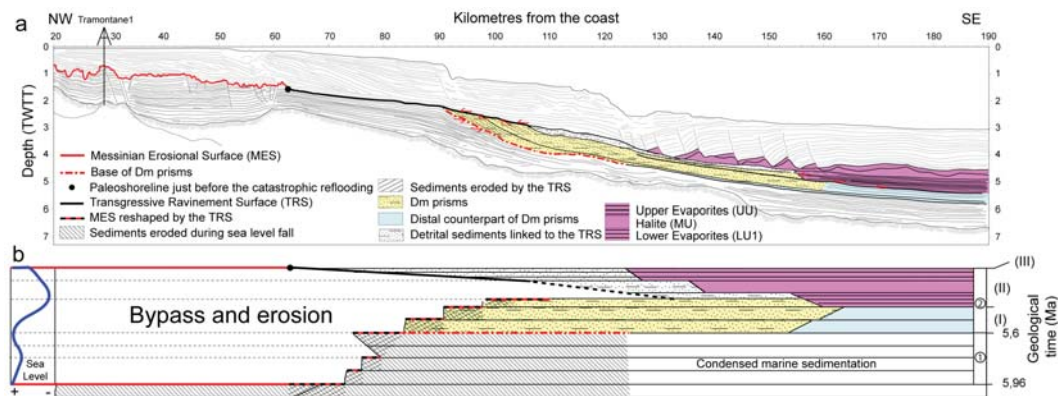 a
NW Tramontane1 Kilometres from the coast SE
20 30 40 50 60 70 80 90 100 110 120 130 140 150 160 170 180 190
Depth (TWTT)
0 0
1 1
2 2
3 3
4 4
5 5
6 6
7 7
Messinian Erosional Surface (MES)
Base of Dm prisms
Paleoshoreline just before the catastrophic reflooding
Transgressive Ravinement Surface (TRS)
MES reshaped by the TRS
Sediments eroded during sea level fall
Sediments eroded by the TRS
Dm prisms
Distal counterpart of Dm prisms
Detrital sediments linked to the TRS
Upper Evaporites (UU)
Halite (MU)
Lower Evaporites (LU1)
b
(III)
(II)
②
(I)
5,6
①
5,96
Geological
time (Ma)
Bypass and erosion
Condensed marine sedimentation
Sea
Level
+ -